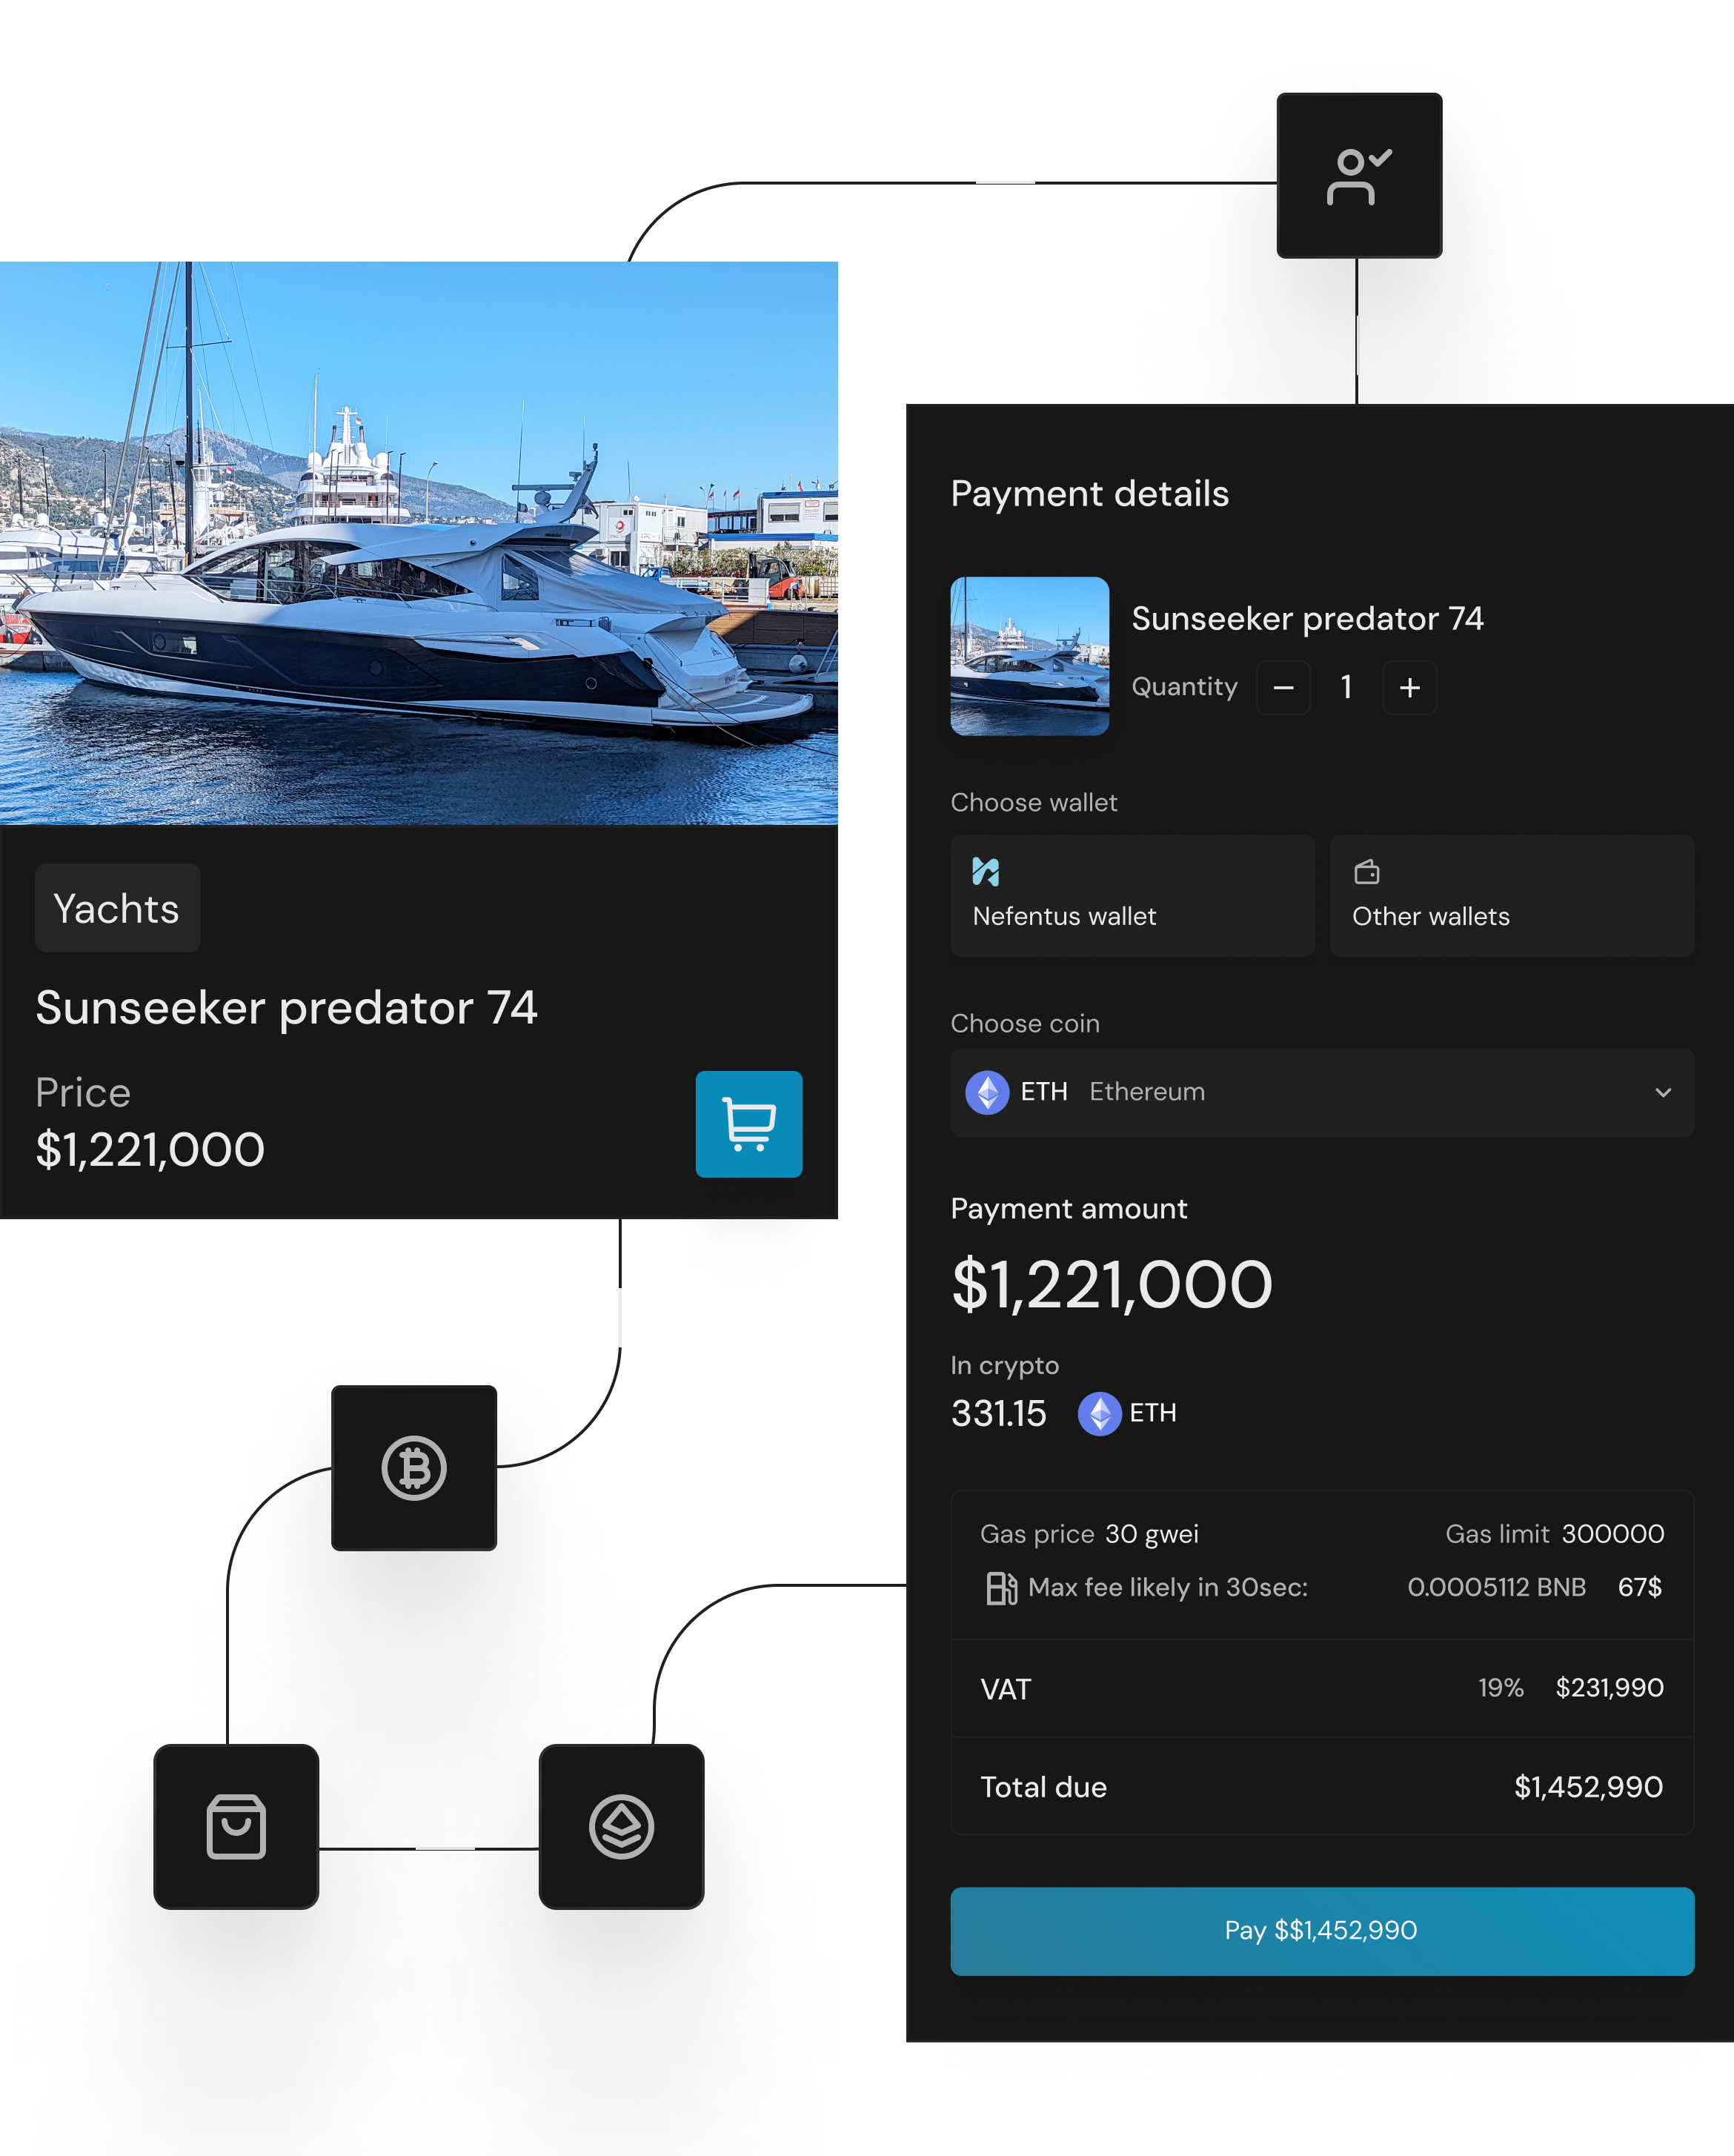 Yachts
Sunseeker predator 74
Price
$1,221,000
Payment details
Sunseeker predator 74
Quantity 1
Choose wallet
Nefentus wallet Other wallets
Choose coin
ETH Ethereum
Payment amount
$1,221,000
In crypto
331.15 ETH
Gas price 30 gwei Gas limit 300000
Max fee likely in 30sec: 0.0005112 BNB 67$
VAT 19% $231,990
Total due $1,452,990
Pay $$1,452,990